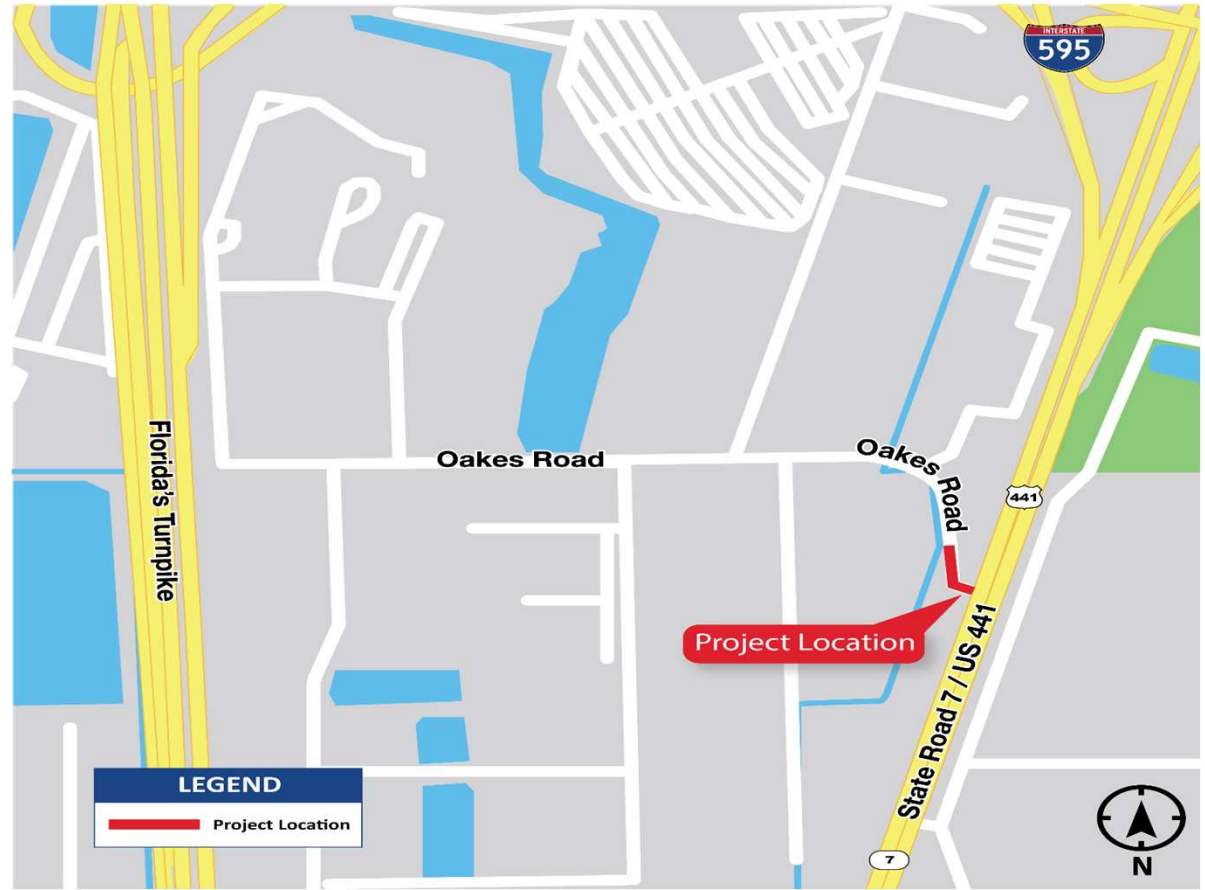 INTERSTATE
595
Florida's Turnpike
Oakes Road
Oakes Road
441
Project Location
State Road 7 / US 441
LEGEND
Project Location
7
N